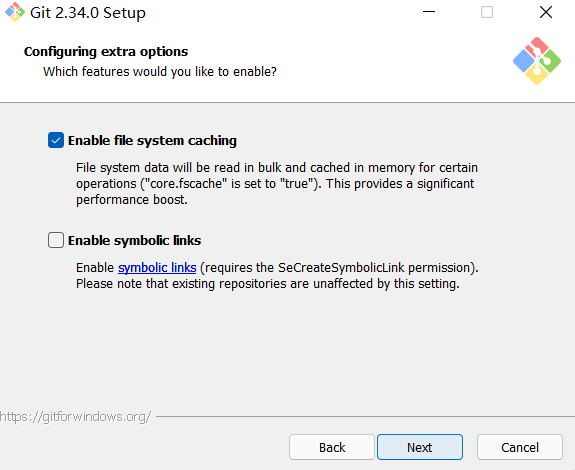 Git 2.34.0 Setup
Configuring extra options
Which features would you like to enable?
Enable file system caching
File system data will be read in bulk and cached in memory for certain
operations ("core.fscache" is set to "true"). This provides a significant
performance boost.
Enable symbolic links
Enable symbolic links (requires the SeCreateSymbolicLink permission).
Please note that existing repositories are unaffected by this setting.
https://gitforwindows.org/
Back Next Cancel